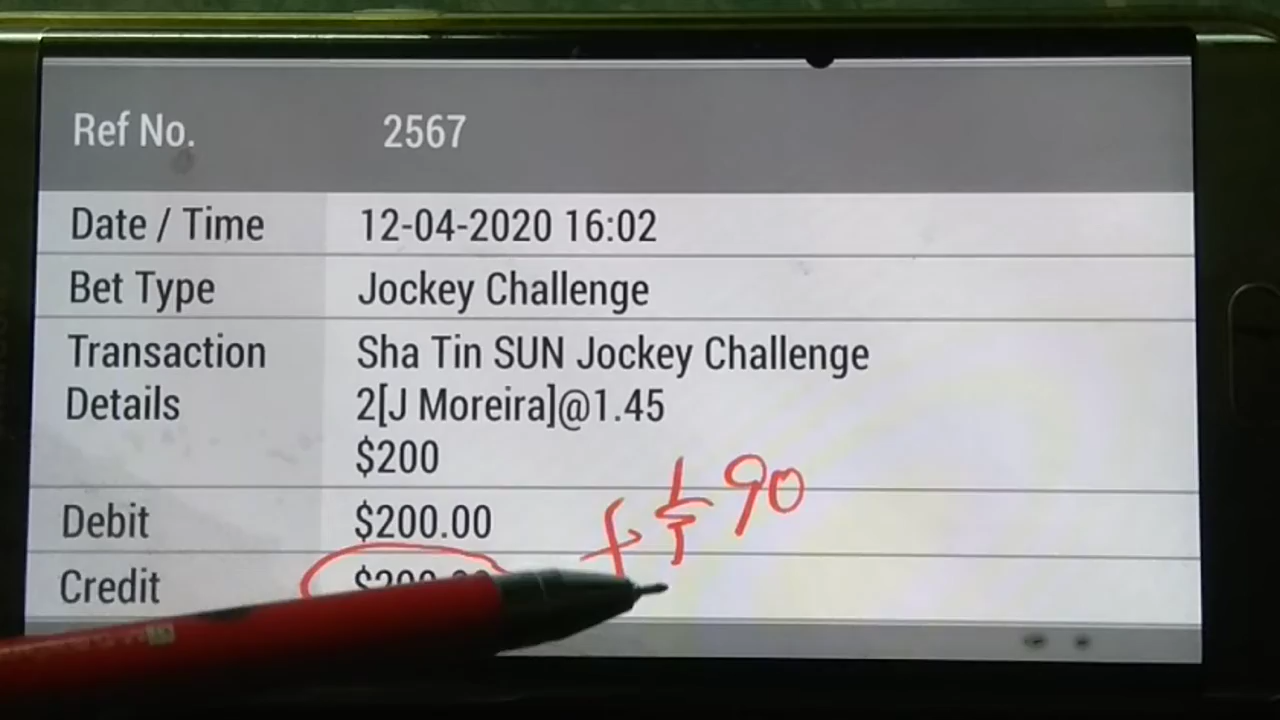 Ref No. 2567
Date / Time 12-04-2020 16:02
Bet Type Jockey Challenge
Transaction Sha Tin SUN Jockey Challenge
Details 2[J Moreira]@1.45
$200
90
Debit $200.00
Credit